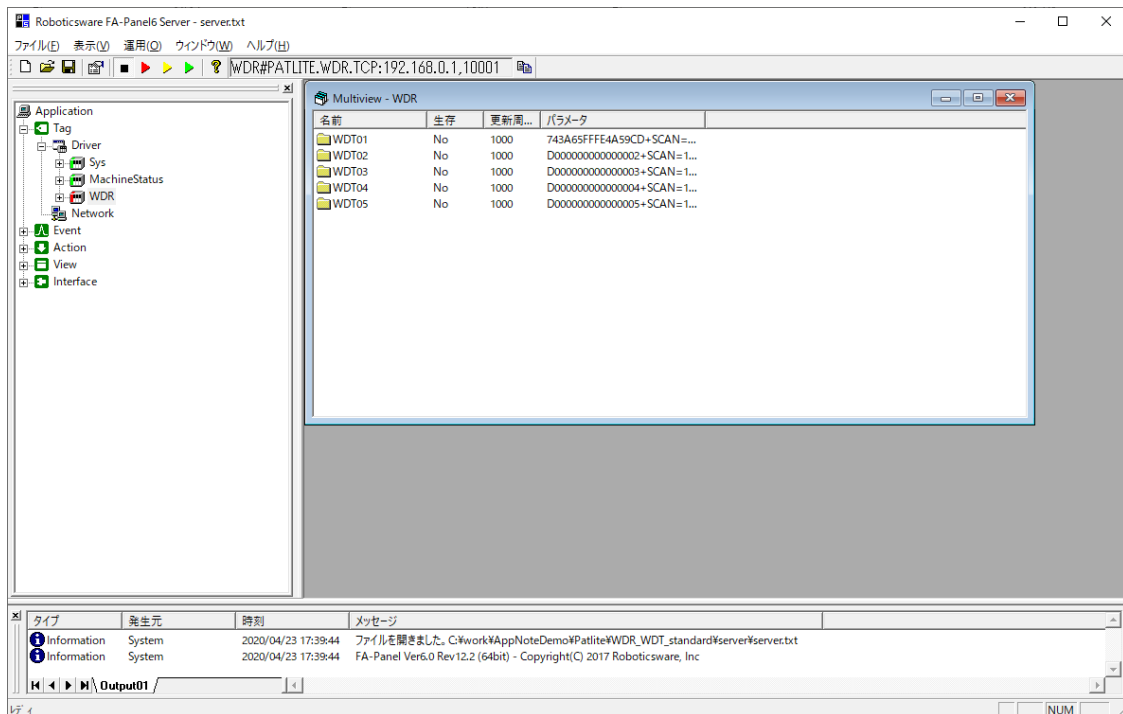 Roboticsware FA-Panel6 Server - server.txt
ファイル(F) 表示(V) 運用(O) ウィンドウ(W) ヘルプ(H)
WDR#PATLITE.WDR.TCP:192.168.0.1,10001
Application
Tag
Driver
Sys
MachineStatus
WDR
Network
Event
Action
View
Interface
Multiview - WDR
名前 生存 更新周... パラメータ
WDT01 No 1000 743A65FFFE4A59CD+SCAN=...
WDT02 No 1000 D000000000000002+SCAN=1...
WDT03 No 1000 D000000000000003+SCAN=1...
WDT04 No 1000 D000000000000004+SCAN=1...
WDT05 No 1000 D000000000000005+SCAN=1...
タイプ 発生元 時刻 メッセージ
Information System 2020/04/23 17:39:44 ファイルを開きました。C:¥work¥AppNoteDemo¥Patlite¥WDR_WDT_standard¥server¥server.txt
Information System 2020/04/23 17:39:44 FA-Panel Ver6.0 Rev12.2 (64bit) - Copyright(C) 2017 Roboticsware, Inc
Output01
レディ NUM